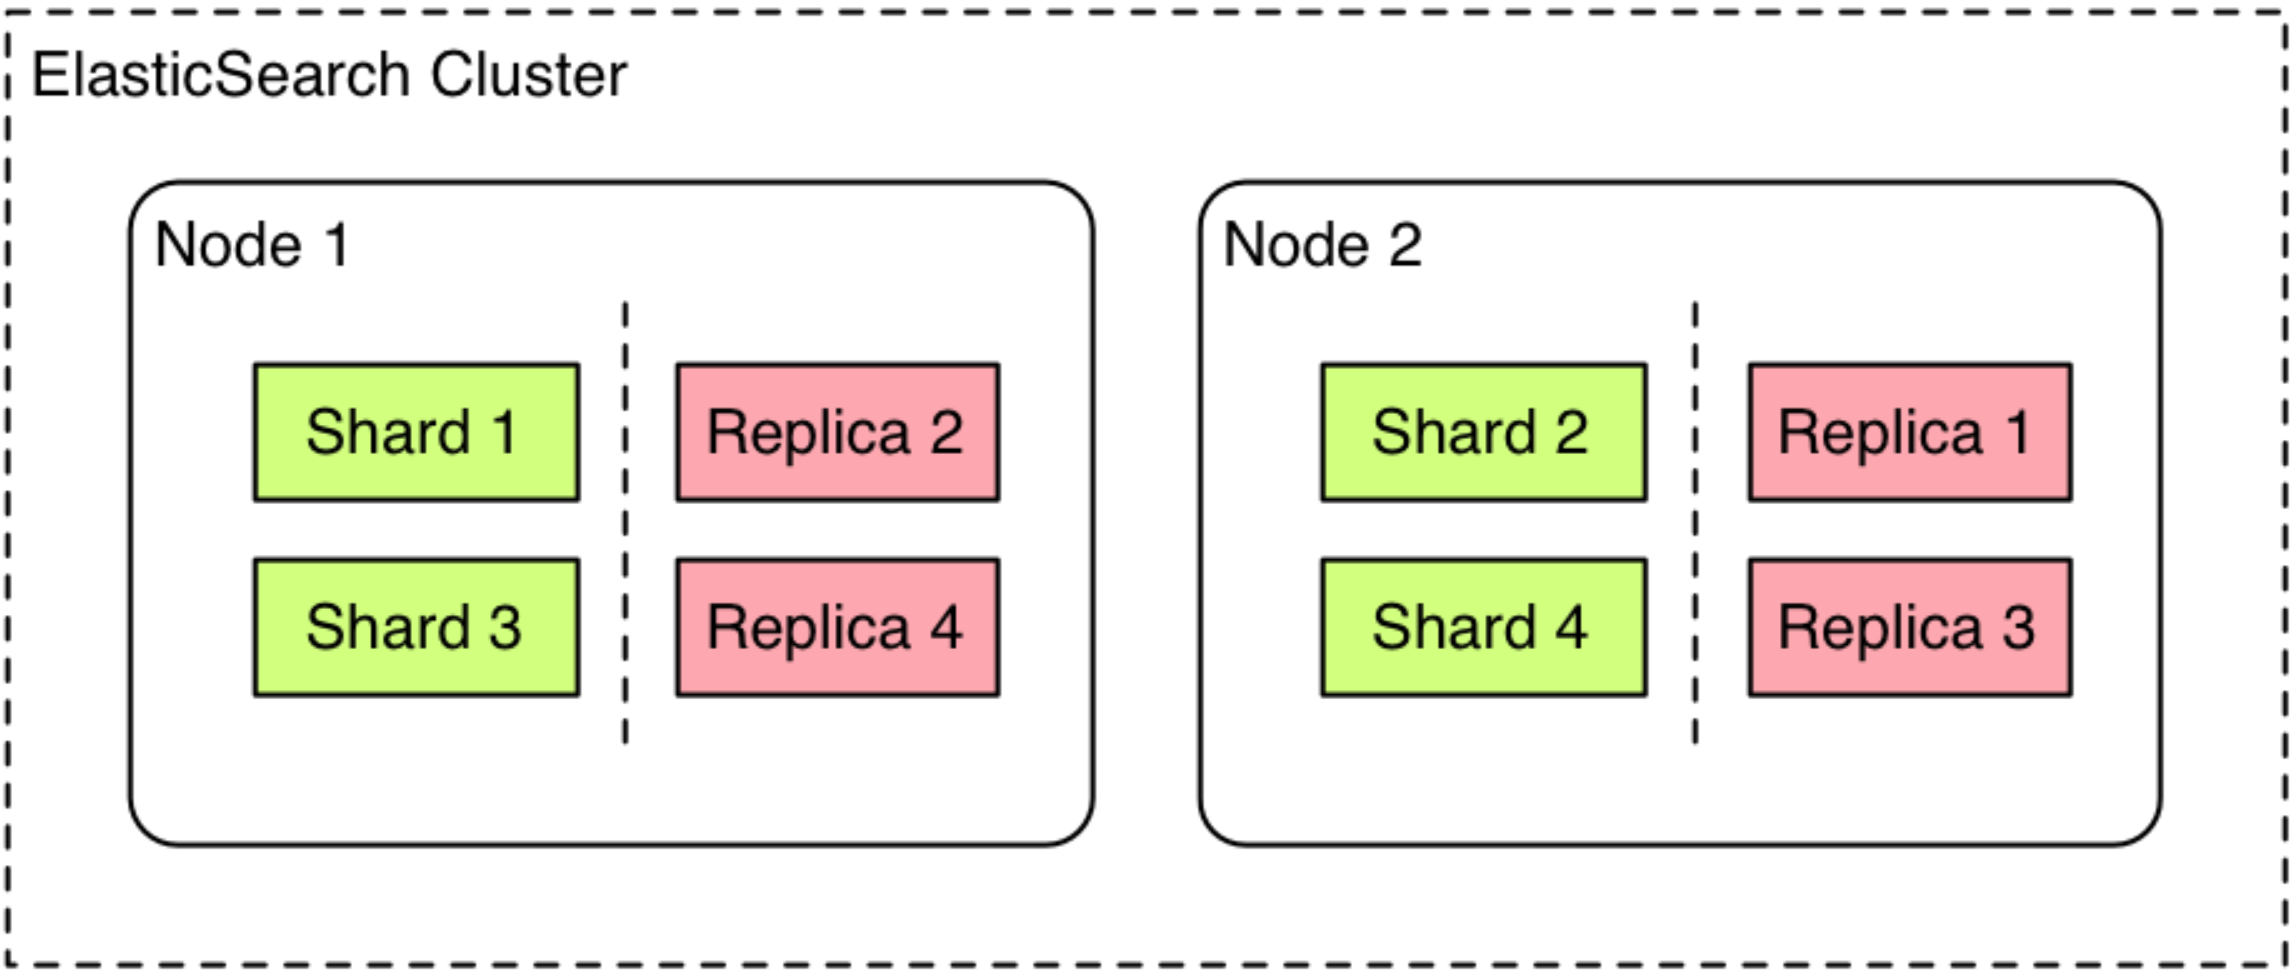 ElasticSearch Cluster
Node 1
Shard 1
Replica 2
Shard 3
Replica 4
Node 2
Shard 2
Replica 1
Shard 4
Replica 3